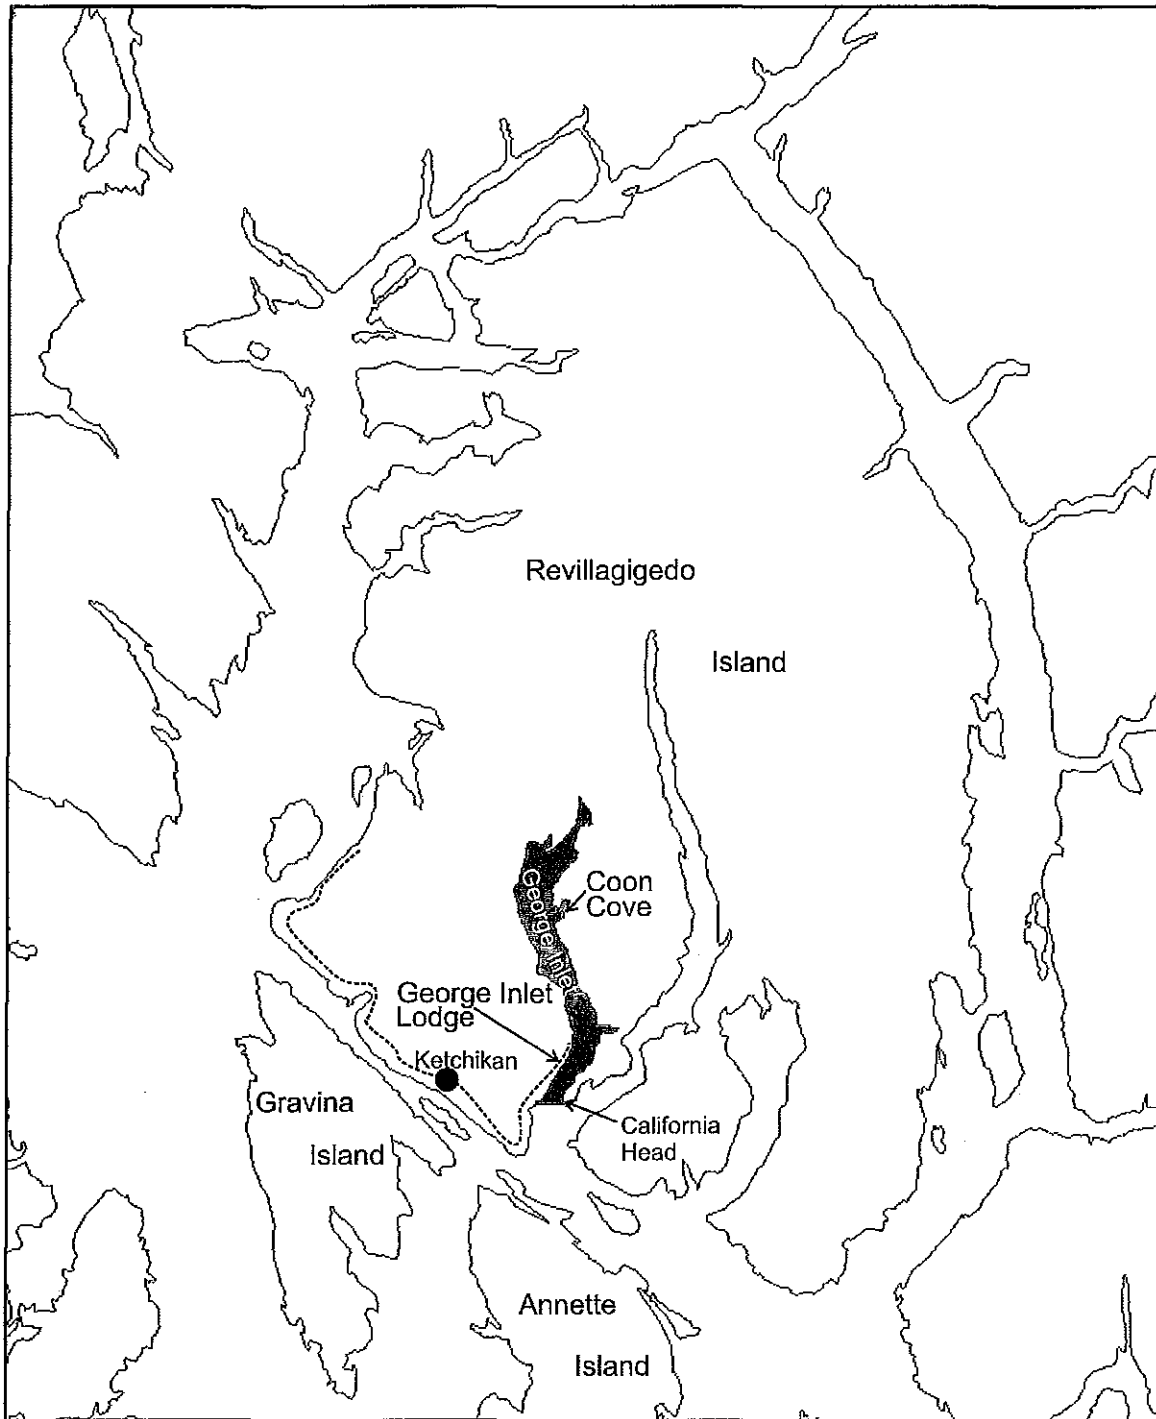 Revillagigedo
Island
Coon
Cove
George Inlet
George Inlet
Lodge
Ketchikan
Gravina
Island
California
Head
Annette
Island